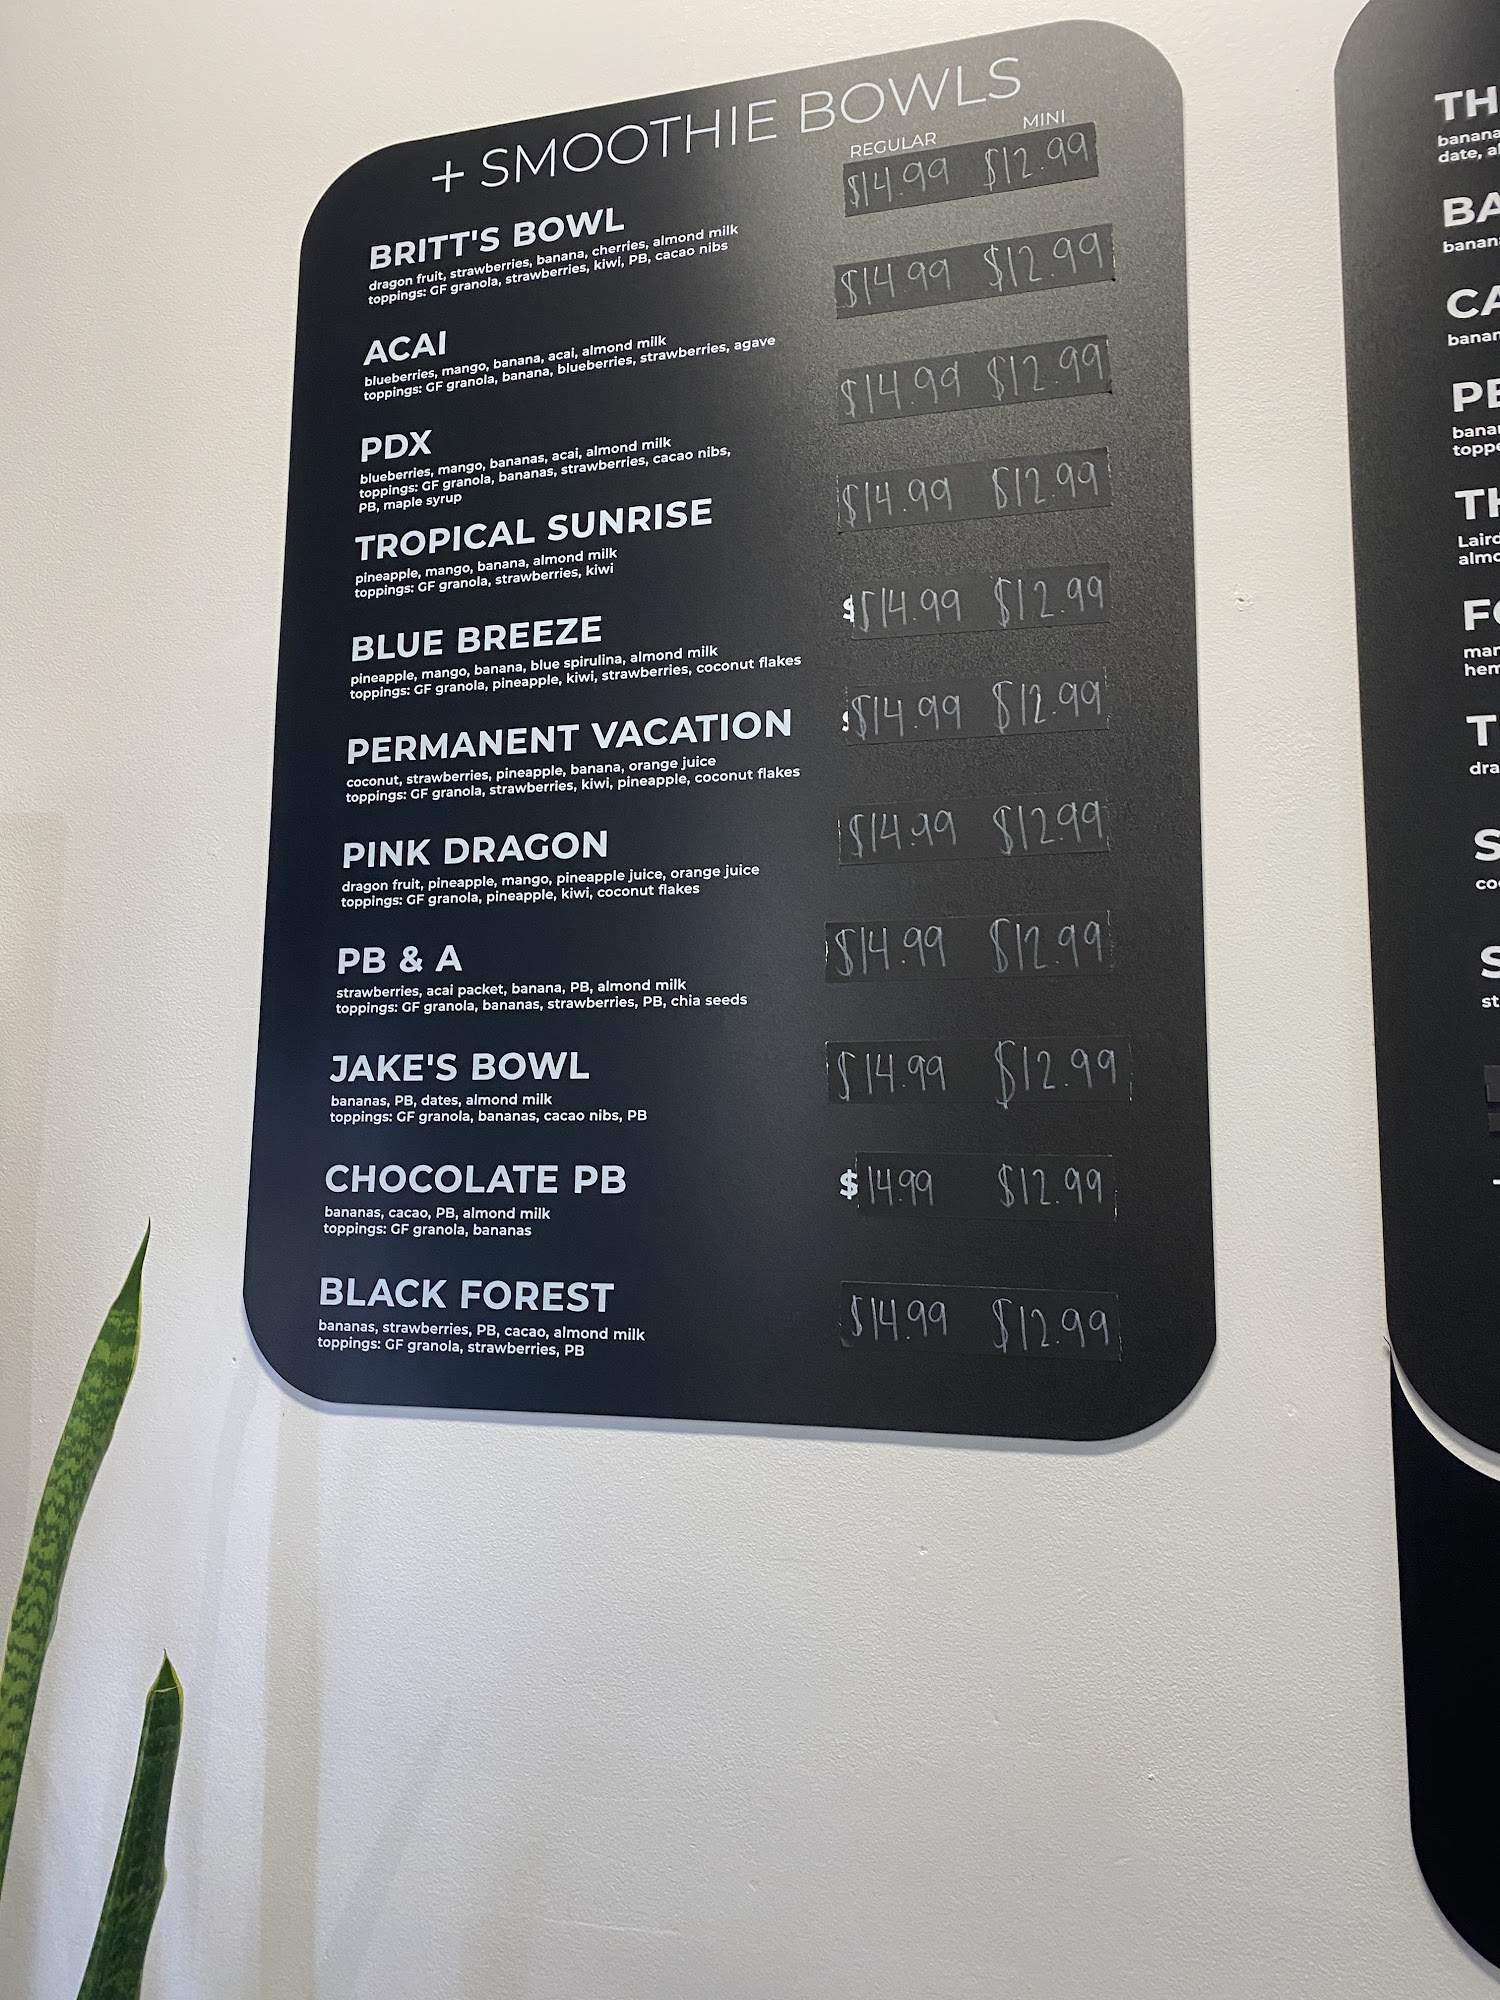 + SMOOTHIE BOWLS
REGULAR MINI
BRITT'S BOWL $14.99 $12.99
dragon fruit, strawberries, banana, cherries, almond milk
toppings: GF granola, strawberries, kiwi, PB, cacao nibs
ACAI $14.99 $12.99
blueberries, mango, banana, acai, almond milk
toppings: GF granola, banana, blueberries, strawberries, agave
PDX $14.99 $12.99
blueberries, mango, bananas, acai, almond milk
toppings: GF granola, bananas, strawberries, cacao nibs,
PB, maple syrup
TROPICAL SUNRISE $14.99 $12.99
pineapple, mango, banana, almond milk
toppings: GF granola, strawberries, kiwi
BLUE BREEZE $$14.99 $12.99
pineapple, mango, banana, blue spirulina, almond milk
toppings: GF granola, pineapple, kiwi, strawberries, coconut flakes
PERMANENT VACATION $14.99 $12.99
coconut, strawberries, pineapple, banana, orange juice
toppings: GF granola, strawberries, kiwi, pineapple, coconut flakes
PINK DRAGON $14.99 $12.99
dragon fruit, pineapple, mango, pineapple juice, orange juice
toppings: GF granola, pineapple, kiwi, coconut flakes
PB & A $14.99 $12.99
strawberries, acai packet, banana, PB, almond milk
toppings: GF granola, bananas, strawberries, PB, chia seeds
JAKE'S BOWL $14.99 $12.99
bananas, PB, dates, almond milk
toppings: GF granola, bananas, cacao nibs, PB
CHOCOLATE PB $14.99 $12.99
bananas, cacao, PB, almond milk
toppings: GF granola, bananas
BLACK FOREST $14.99 $12.99
bananas, strawberries, PB, cacao, almond milk
toppings: GF granola, strawberries, PB
date,
Laird